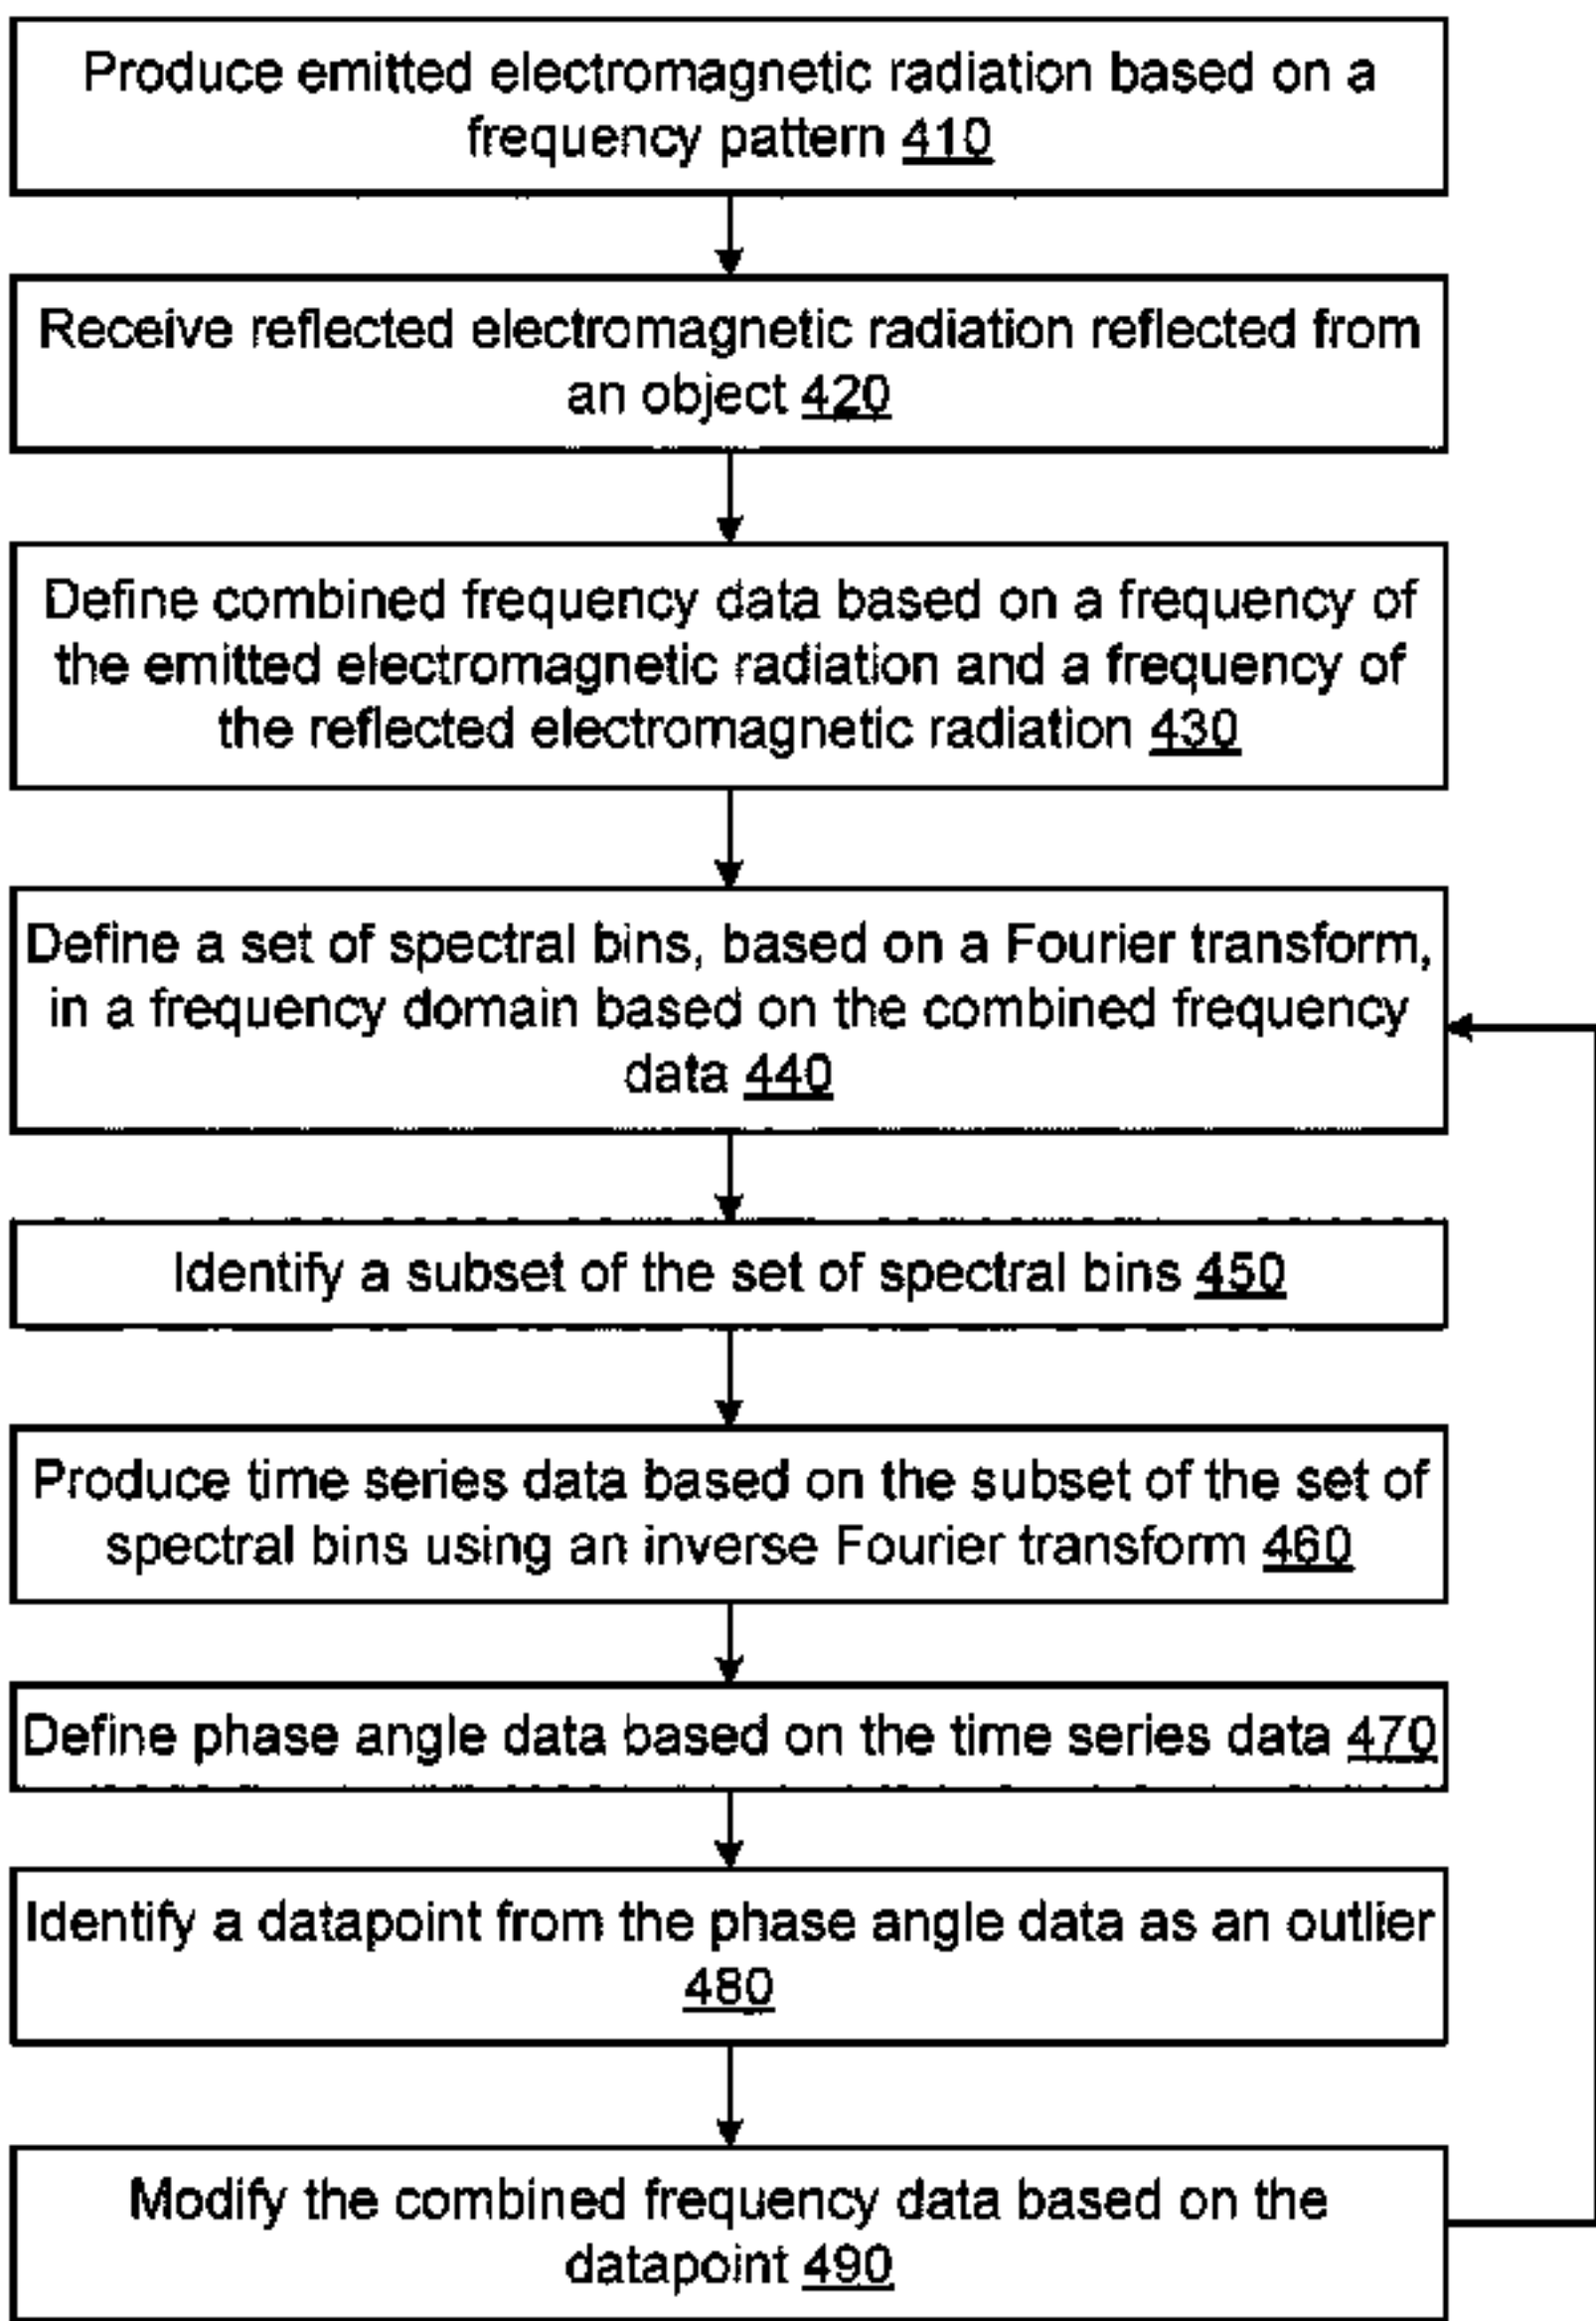 Produce emitted electromagnetic radiation based on a
frequency pattern 410
Receive reflected electromagnetic radiation reflected from
an object 420
Define combined frequency data based on a frequency of
the emitted electromagnetic radiation and a frequency of
the reflected electromagnetic radiation 430
Define a set of spectral bins, based on a Fourier transform,
in a frequency domain based on the combined frequency
data 440
Identify a subset of the set of spectral bins 450
Produce time series data based on the subset of the set of
spectral bins using an inverse Fourier transform 460
Define phase angle data based on the time series data 470
Identify a datapoint from the phase angle data as an outlier
480
Modify the combined frequency data based on the
datapoint 490